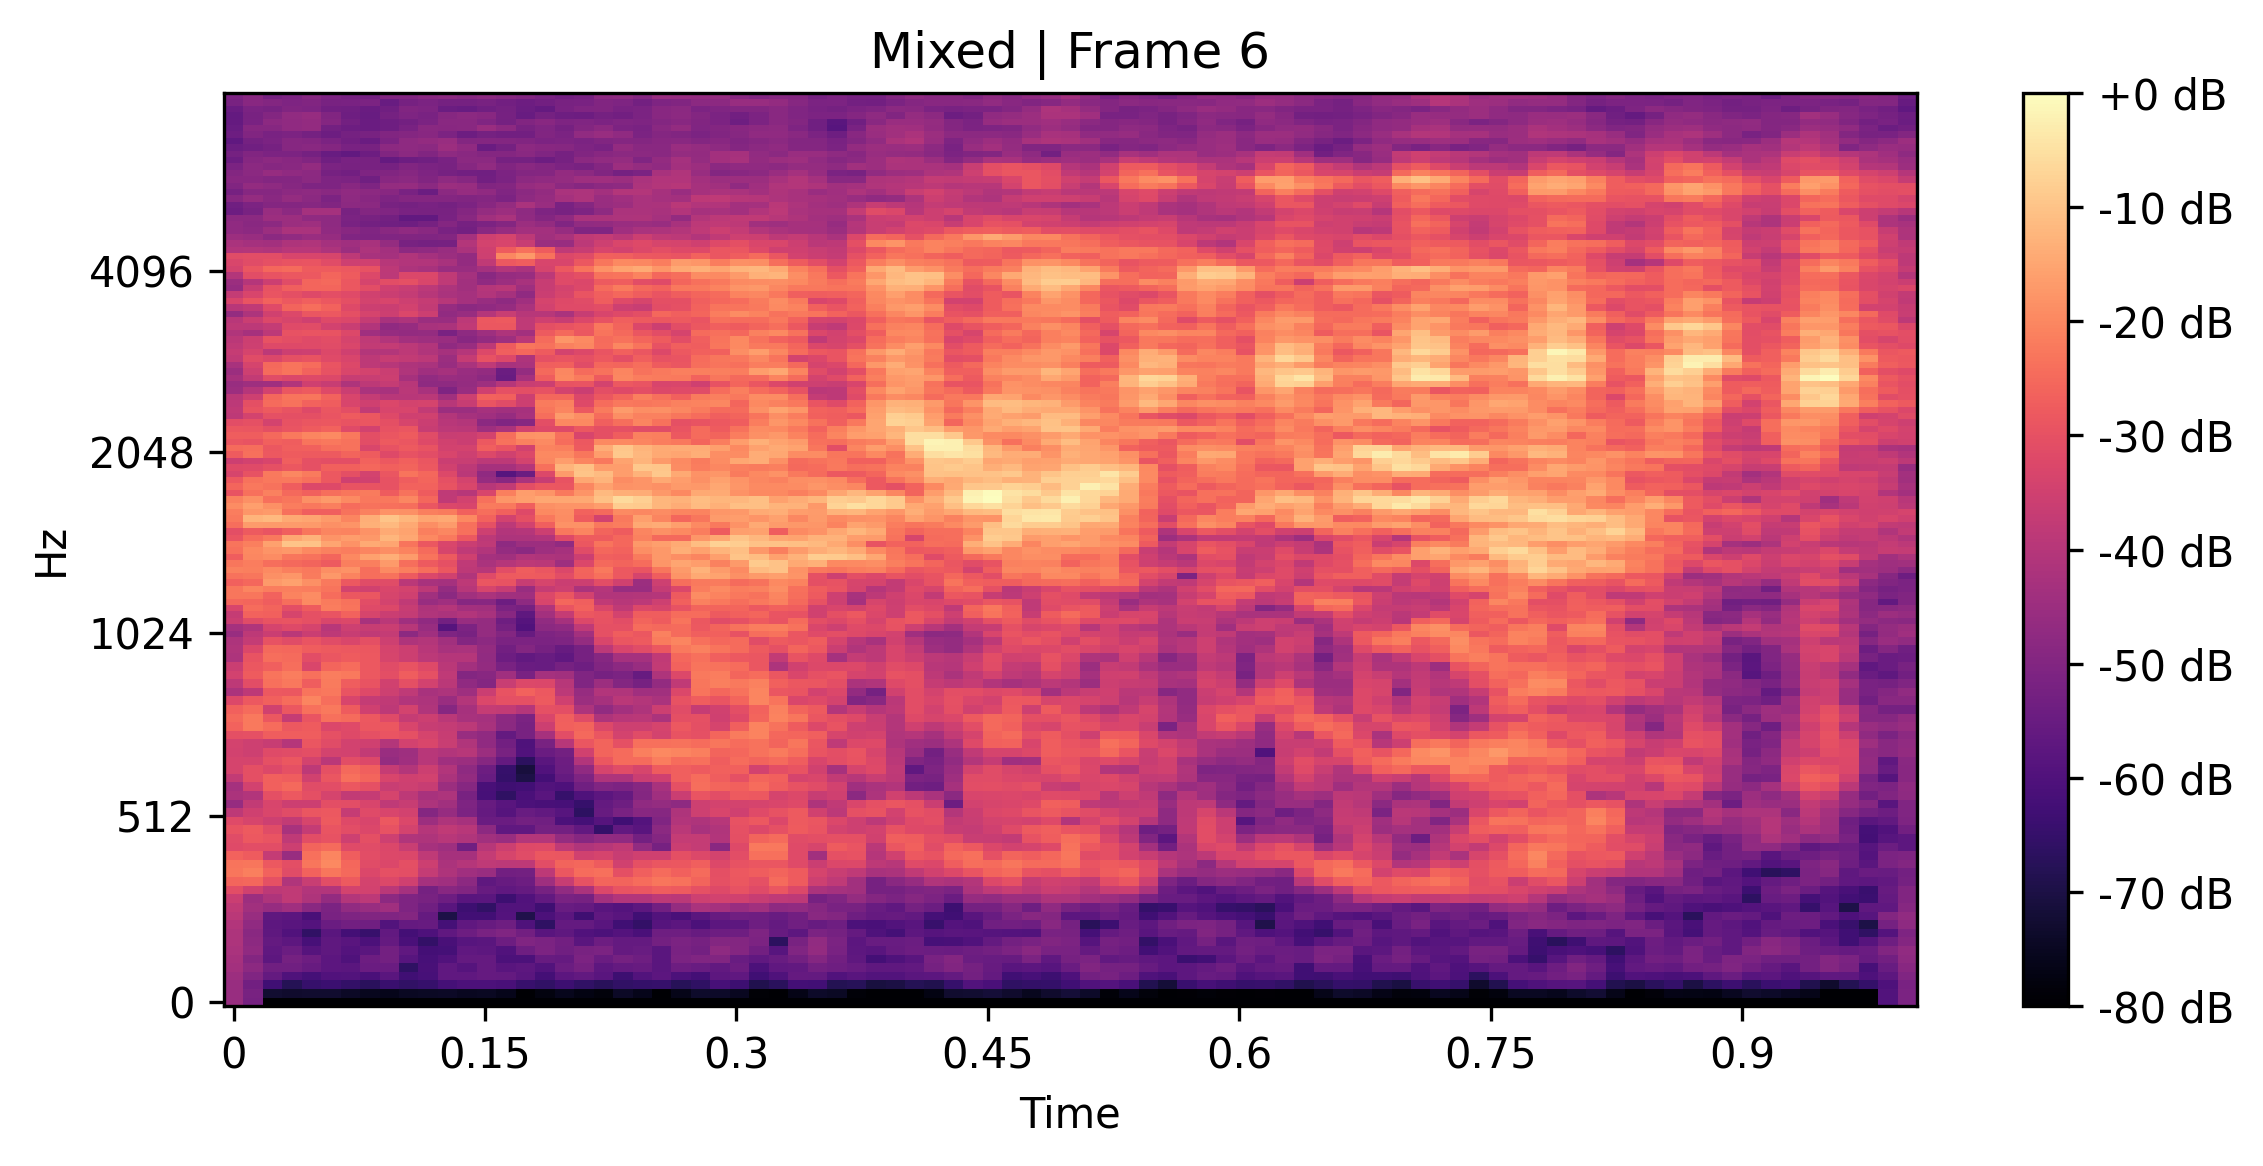 Mixed | Frame 6
+0 dB
-10 dB
-20 dB
-30 dB
-40 dB
-50 dB
-60 dB
-70 dB
-80 dB
Hz
4096
2048
1024
512
0
0 0.15 0.3 0.45 0.6 0.75 0.9
Time